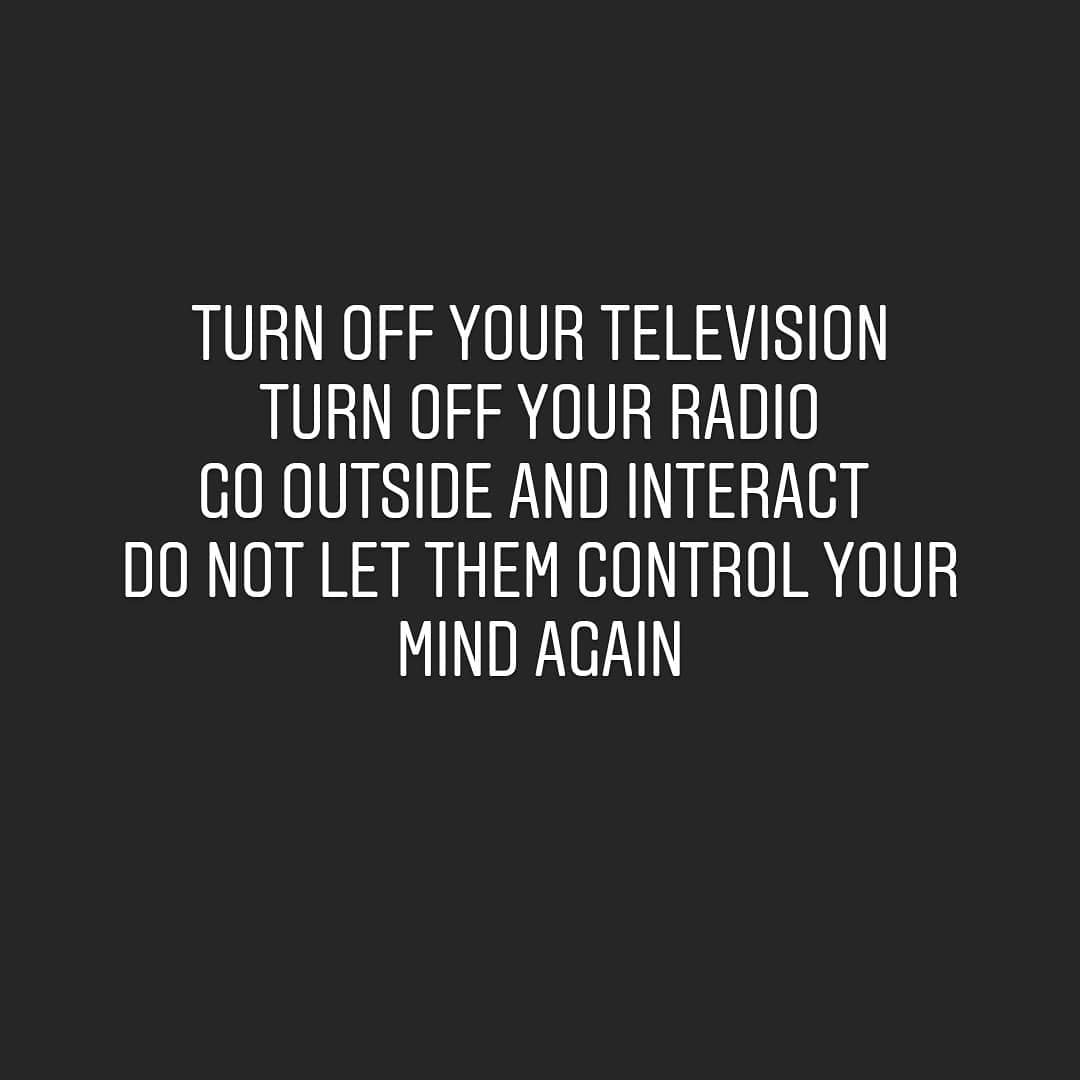 TURN OFF YOUR TELEVISION
TURN OFF YOUR RADIO
GO OUTSIDE AND INTERACT
DO NOT LET THEM CONTROL YOUR
MIND AGAIN